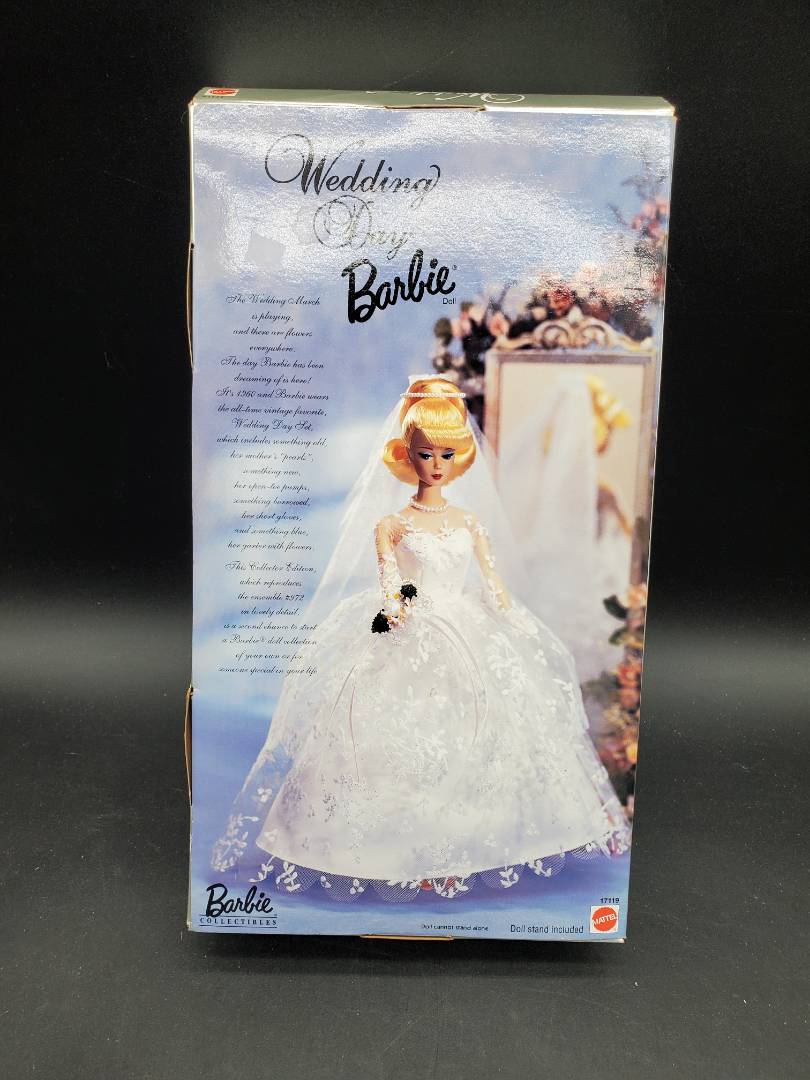 Wedding
Day
Barbie®
Doll
The Wedding March
is playing,
and there are flowers
everywhere.
The day Barbie has been
dreaming of is here!
It's 1960 and Barbie wears
the all-time vintage favorite,
Wedding Day Set,
which includes something old,
her mother's "pearls",
something new,
her open-toe pumps,
something borrowed,
her short gloves,
and something blue,
her garter with flowers.
This Collector Edition,
which reproduces
the ensemble #972
in lovely detail,
is a second chance to start
a Barbie® doll collection
of your own or for
someone special in your life
Barbie
COLLECTIBLES
Doll cannot stand alone
Doll stand included
17119
MATTEL